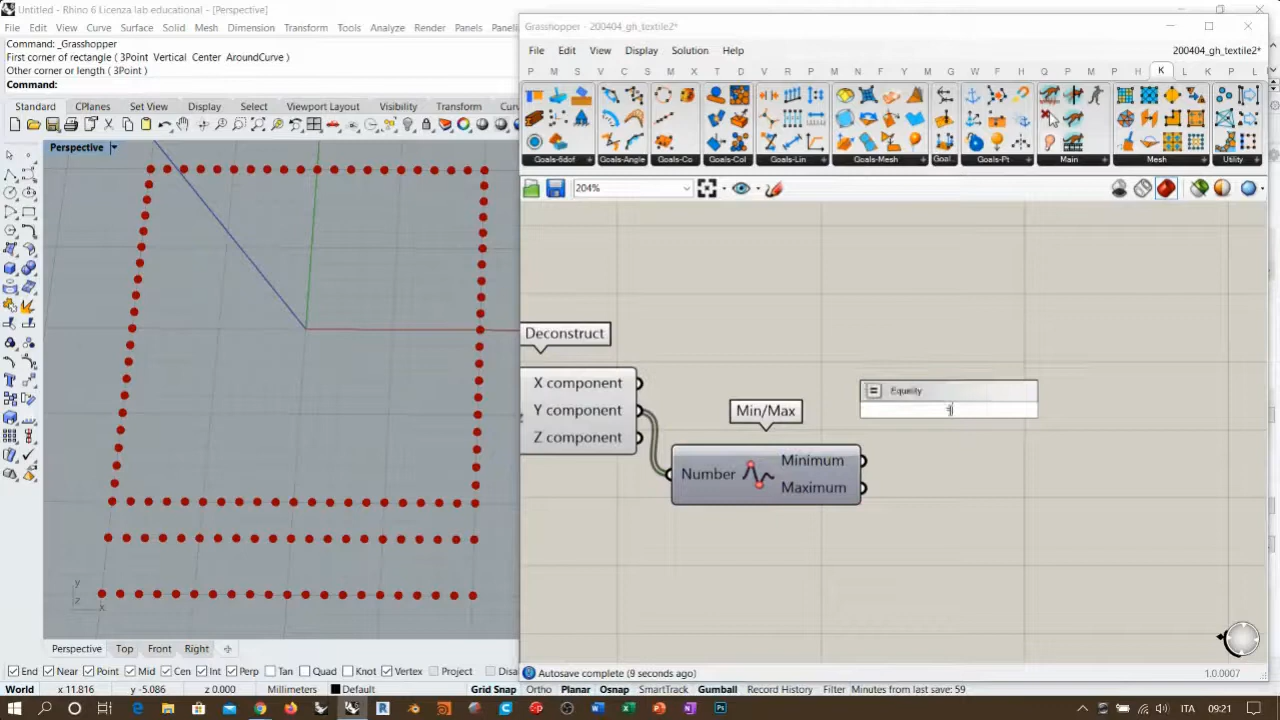 Untitled - Rhino 6 Licenza lab educational - [Perspective]
File Edit View Curve Surface Solid Mesh Dimension Transform Tools Analyze Render Panels
Command: _Grasshopper
First corner of rectangle ( 3Point Vertical Center AroundCurve )
Other corner or length ( 3Point )
Command:
Standard CPlanes Set View Display Select Viewport Layout Visibility Transform
Perspective
y
z x
Perspective Top Front Right
End Near Point Mid Cen Int Perp Tan Quad Knot Vertex Project
World x 11.816 y -5.086 z 0.000 Millimeters Default Grid Snap Ortho Planar Osnap SmartTrack Gumball Record History Filter Minutes from last save: 59
Grasshopper - 200404_gh_textile2*
File Edit View Display Solution Help 200404_gh_textile2*
P M S V C S M X T D V R P M N F M G F H Q P M P H K L K P L
Goals-6dof Goals-Angle Goals-Co Goals-Col Goals-Lin Goals-Mesh Goal.. Goals-Pt Main Mesh Utility
204%
Deconstruct
X component
Y component
Z component
Min/Max
Number
Minimum
Maximum
Equality
=
Autosave complete (9 seconds ago) 1.0.0007
ITA 09:21